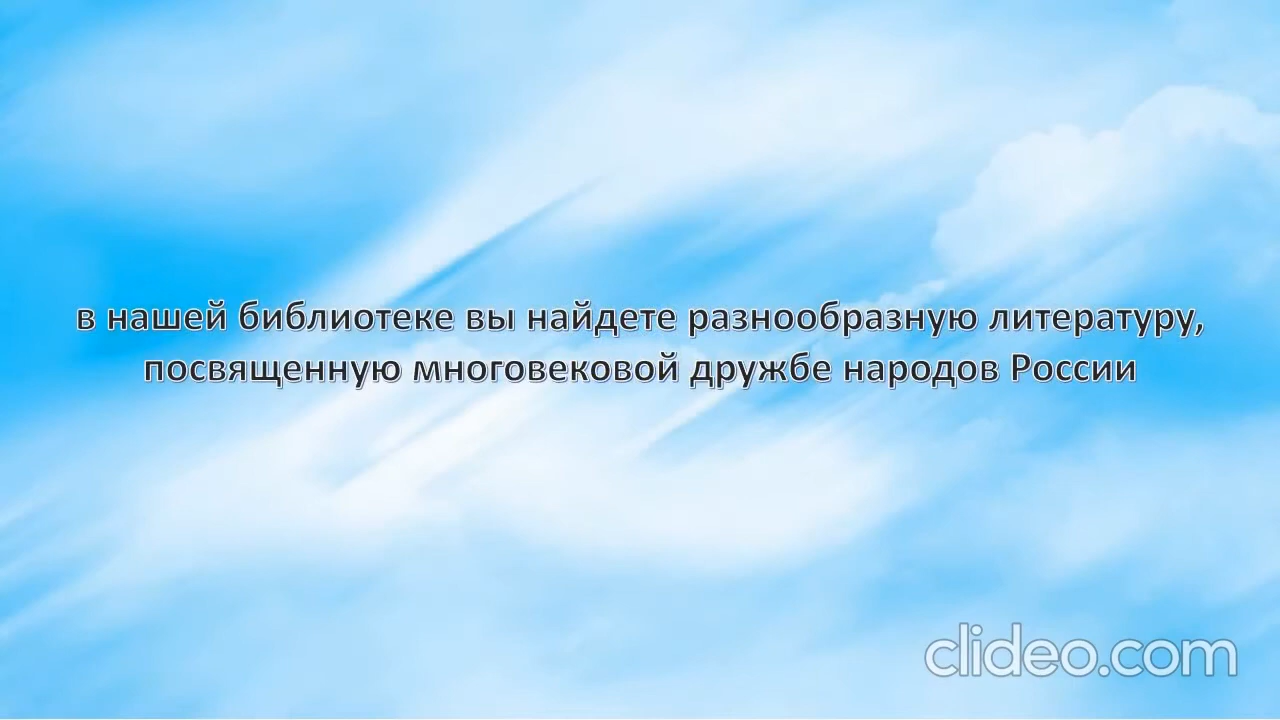 в нашей библиотеке вы найдете разнообразную литературу,
посвященную многовековой дружбе народов России
clideo.com